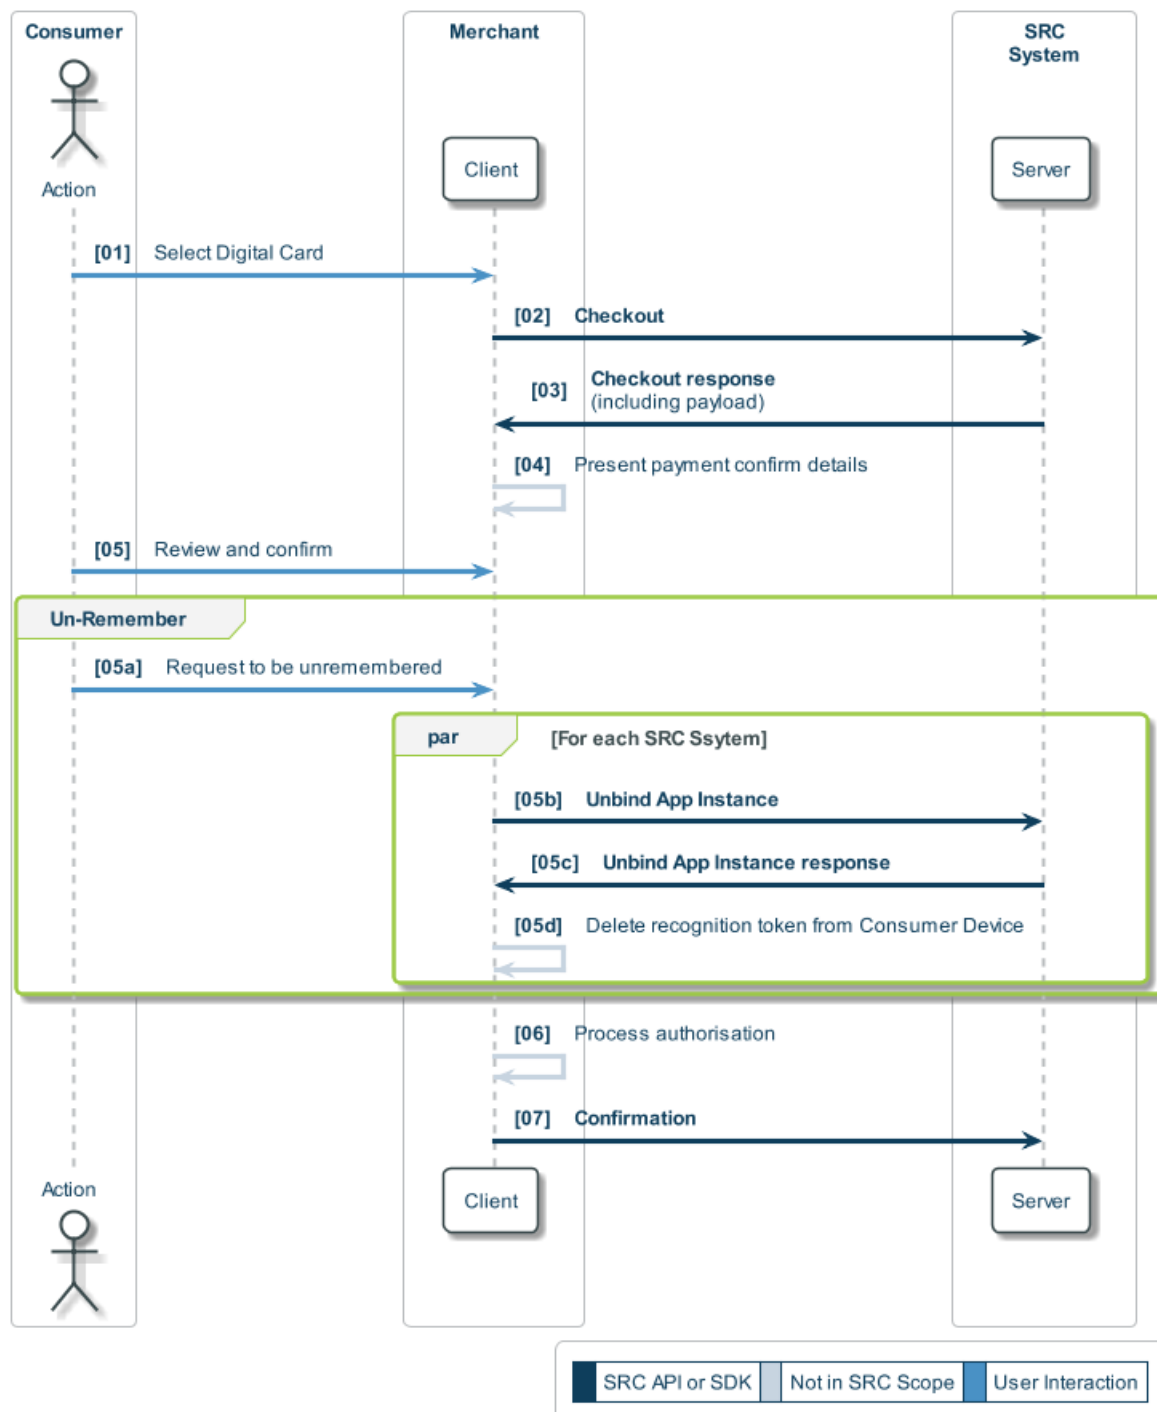 Consumer
Merchant
SRC
System
Action
Client
Server
[01] Select Digital Card
[02] Checkout
[03] Checkout response
(including payload)
[04] Present payment confirm details
[05] Review and confirm
Un-Remember
[05a] Request to be unremembered
par [For each SRC Ssytem]
[05b] Unbind App Instance
[05c] Unbind App Instance response
[05d] Delete recognition token from Consumer Device
[06] Process authorisation
[07] Confirmation
Action
Client
Server
SRC API or SDK Not in SRC Scope User Interaction